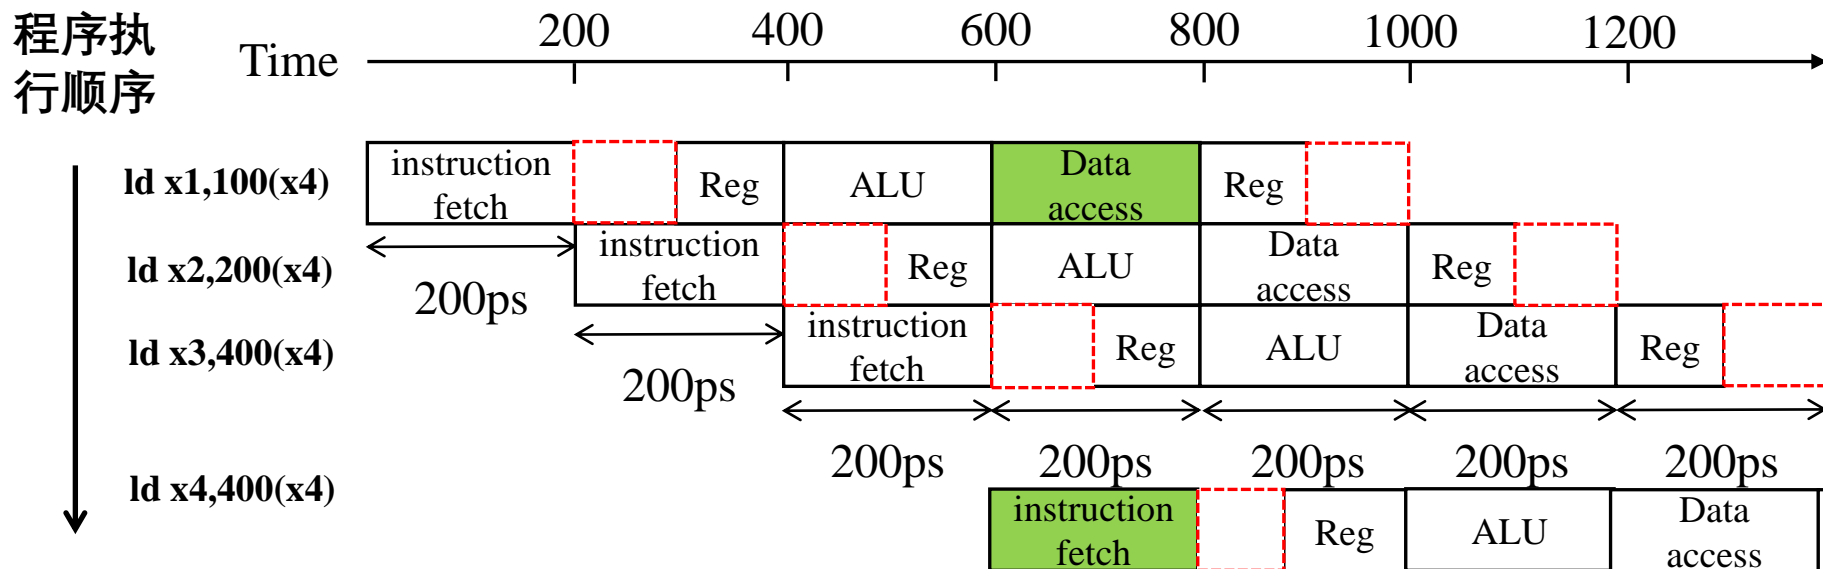 程序执
行顺序
Time
200
400
600
800
1000
1200
ld x1,100(x4)
instruction
fetch
Reg
ALU
Data
access
Reg
ld x2,200(x4)
200ps
instruction
fetch
Reg
ALU
Data
access
Reg
ld x3,400(x4)
200ps
instruction
fetch
Reg
ALU
Data
access
Reg
200ps
200ps
200ps
200ps
200ps
ld x4,400(x4)
instruction
fetch
Reg
ALU
Data
access